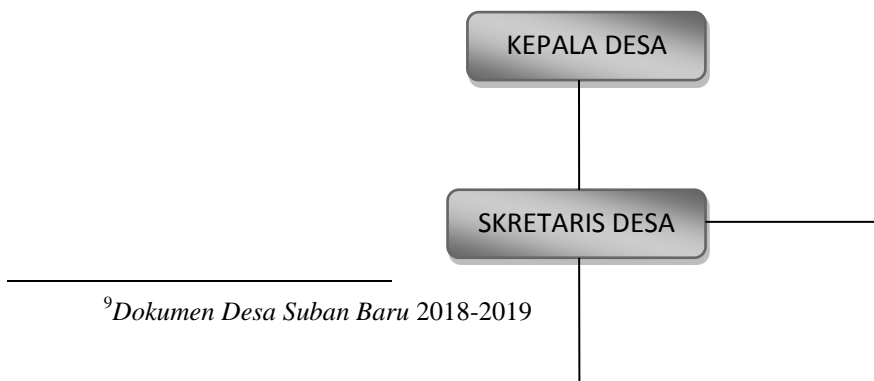 KEPALA DESA
SKRETARIS DESA
⁹Dokumen Desa Suban Baru 2018-2019